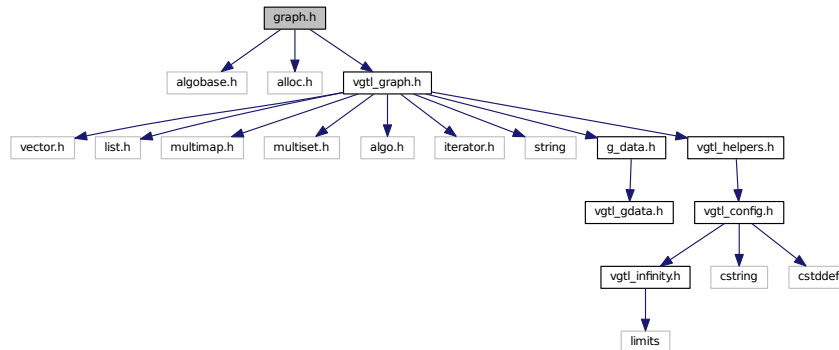 graph.h
algobase.h
alloc.h
vgtl_graph.h
vector.h
list.h
multimap.h
multiset.h
algo.h
iterator.h
string
g_data.h
vgtl_helpers.h
vgtl_gdata.h
vgtl_config.h
vgtl_infinity.h
cstring
cstddef
limits